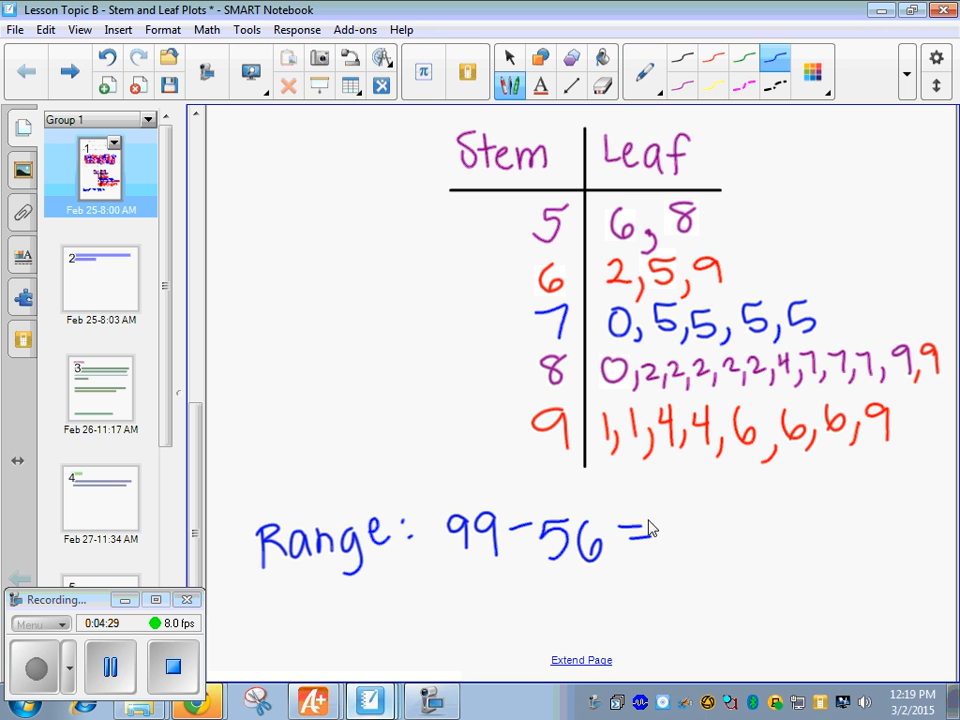 Lesson Topic B - Stem and Leaf Plots * - SMART Notebook
File Edit View Insert Format Math Tools Response Add-ons Help
π
A
Group 1
1
Feb 25-8:00 AM
2
Feb 25-8:03 AM
3
Feb 26-11:17 AM
4
Feb 27-11:34 AM
Stem Leaf
5 6, 8
6 2,5,9
7 0,5,5,5,5
8 0,2,2,2,2,2,4,7,7,7,9,9
9 1,1,4,4,6,6,6,9
Range: 99-56 =
Extend Page
Recording...
Menu 0:04:29 8.0 fps
A+
12:19 PM
3/2/2015